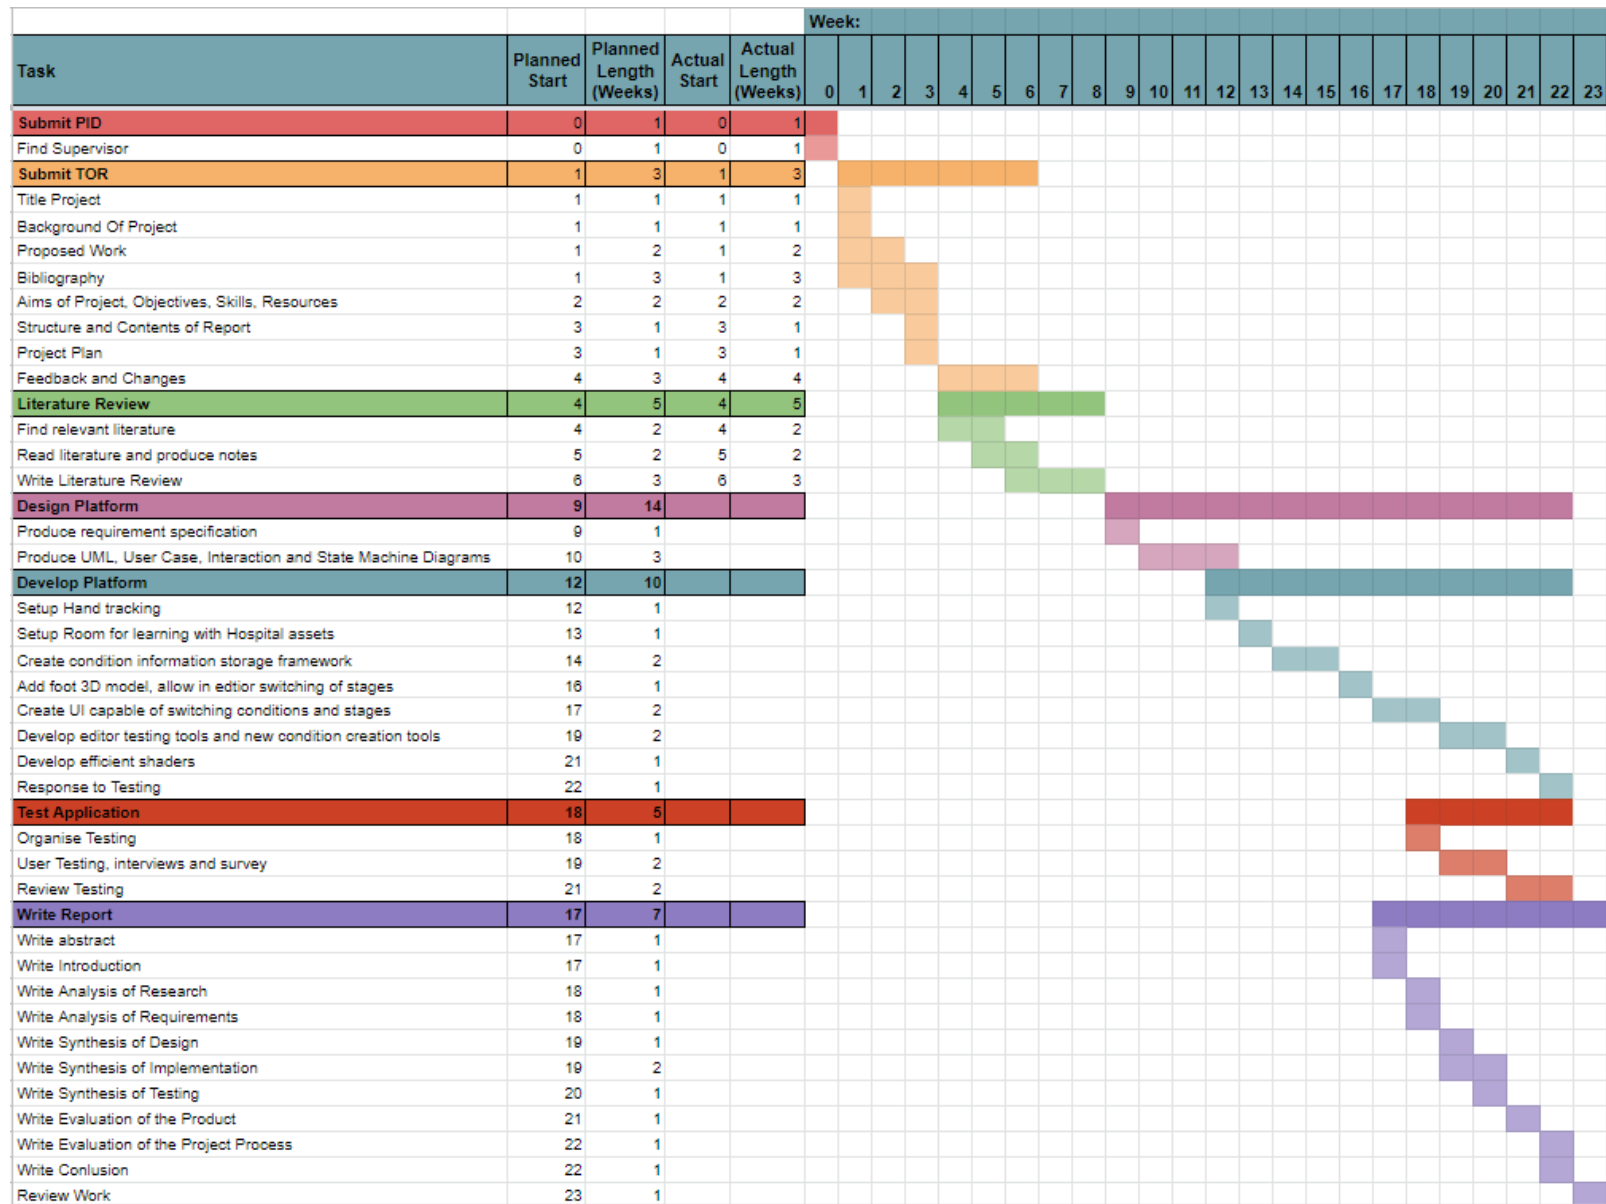 Week:
Task Planned Start Planned Length (Weeks) Actual Start Actual Length (Weeks) 0 1 2 3 4 5 6 7 8 9 10 11 12 13 14 15 16 17 18 19 20 21 22 23
Submit PID 0 1 0 1
Find Supervisor 0 1 0 1
Submit TOR 1 3 1 3
Title Project 1 1 1 1
Background Of Project 1 1 1 1
Proposed Work 1 2 1 2
Bibliography 1 3 1 3
Aims of Project, Objectives, Skills, Resources 2 2 2 2
Structure and Contents of Report 3 1 3 1
Project Plan 3 1 3 1
Feedback and Changes 4 3 4 4
Literature Review 4 5 4 5
Find relevant literature 4 2 4 2
Read literature and produce notes 5 2 5 2
Write Literature Review 6 3 6 3
Design Platform 9 14
Produce requirement specification 9 1
Produce UML, User Case, Interaction and State Machine Diagrams 10 3
Develop Platform 12 10
Setup Hand tracking 12 1
Setup Room for learning with Hospital assets 13 1
Create condition information storage framework 14 2
Add foot 3D model, allow in edtior switching of stages 16 1
Create UI capable of switching conditions and stages 17 2
Develop editor testing tools and new condition creation tools 19 2
Develop efficient shaders 21 1
Response to Testing 22 1
Test Application 18 5
Organise Testing 18 1
User Testing, interviews and survey 19 2
Review Testing 21 2
Write Report 17 7
Write abstract 17 1
Write Introduction 17 1
Write Analysis of Research 18 1
Write Analysis of Requirements 18 1
Write Synthesis of Design 19 1
Write Synthesis of Implementation 19 2
Write Synthesis of Testing 20 1
Write Evaluation of the Product 21 1
Write Evaluation of the Project Process 22 1
Write Conlusion 22 1
Review Work 23 1